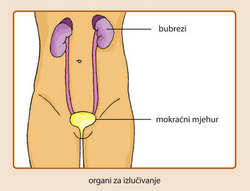 bubrezi
mokraćni mjehur
organi za izlučivanje